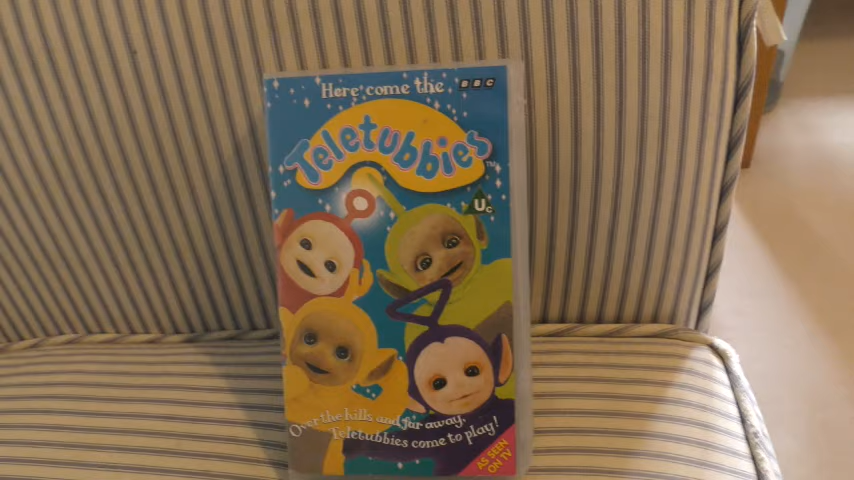 Here come the
BBC
Teletubbies™
Uc
Over the hills and far away,
Teletubbies come to play!
AS SEEN
ON TV